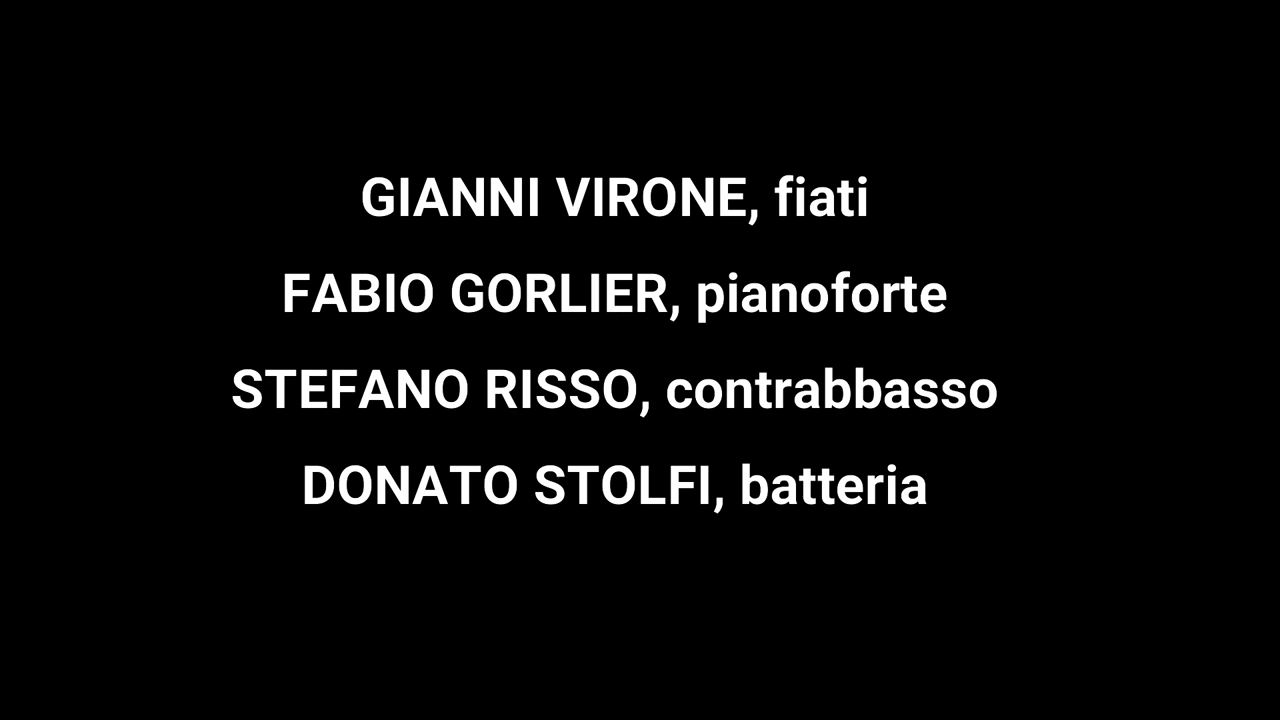 GIANNI VIRONE, fiati
FABIO GORLIER, pianoforte
STEFANO RISSO, contrabbasso
DONATO STOLFI, batteria